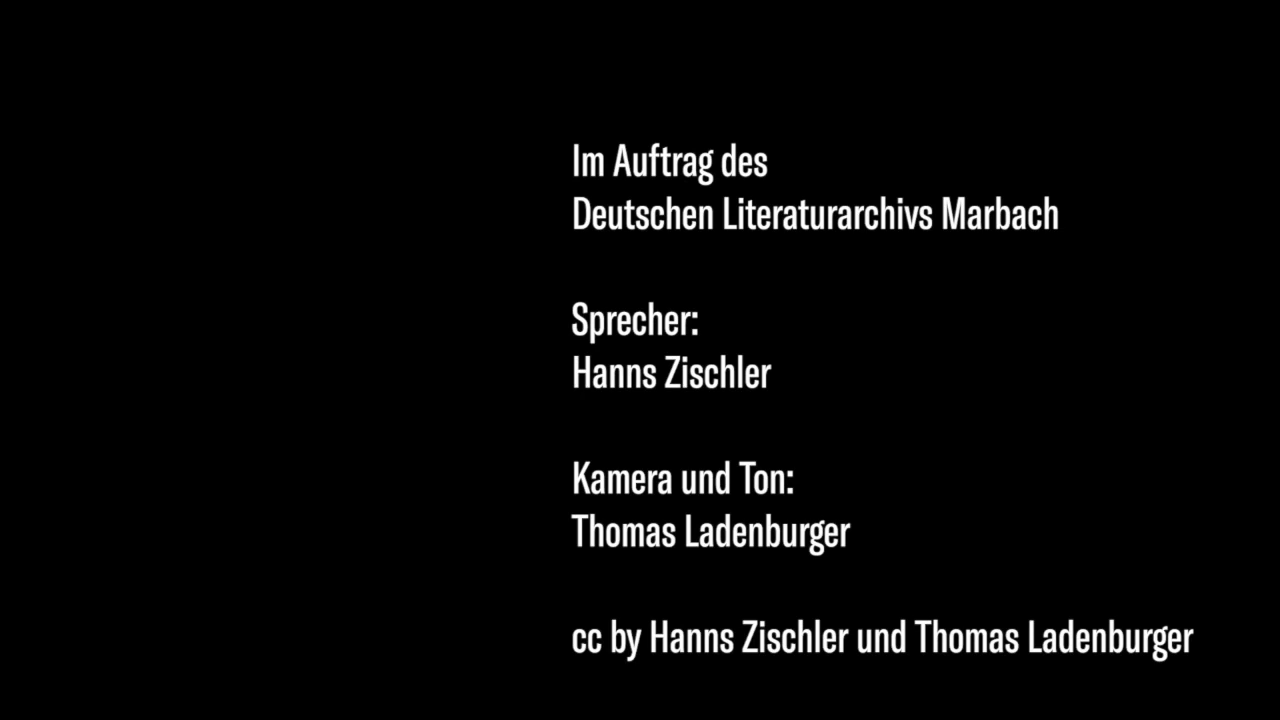 Im Auftrag des
Deutschen Literaturarchivs Marbach
Sprecher:
Hanns Zischler
Kamera und Ton:
Thomas Ladenburger
cc by Hanns Zischler und Thomas Ladenburger